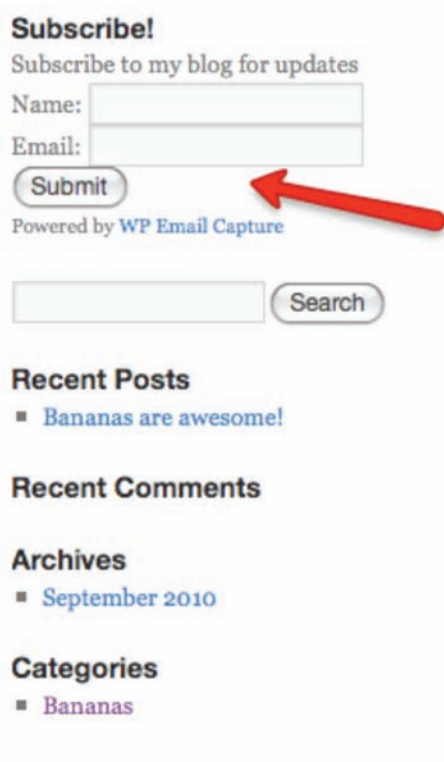 Subscribe!
Subscribe to my blog for updates
Name:
Email:
Submit
Powered by WP Email Capture
Search
Recent Posts
Bananas are awesome!
Recent Comments
Archives
September 2010
Categories
Bananas